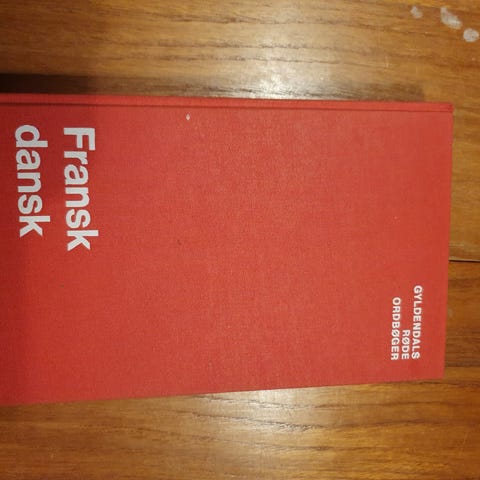 Fransk
dansk
GYLDENDALS
RØDE
ORDBØGER